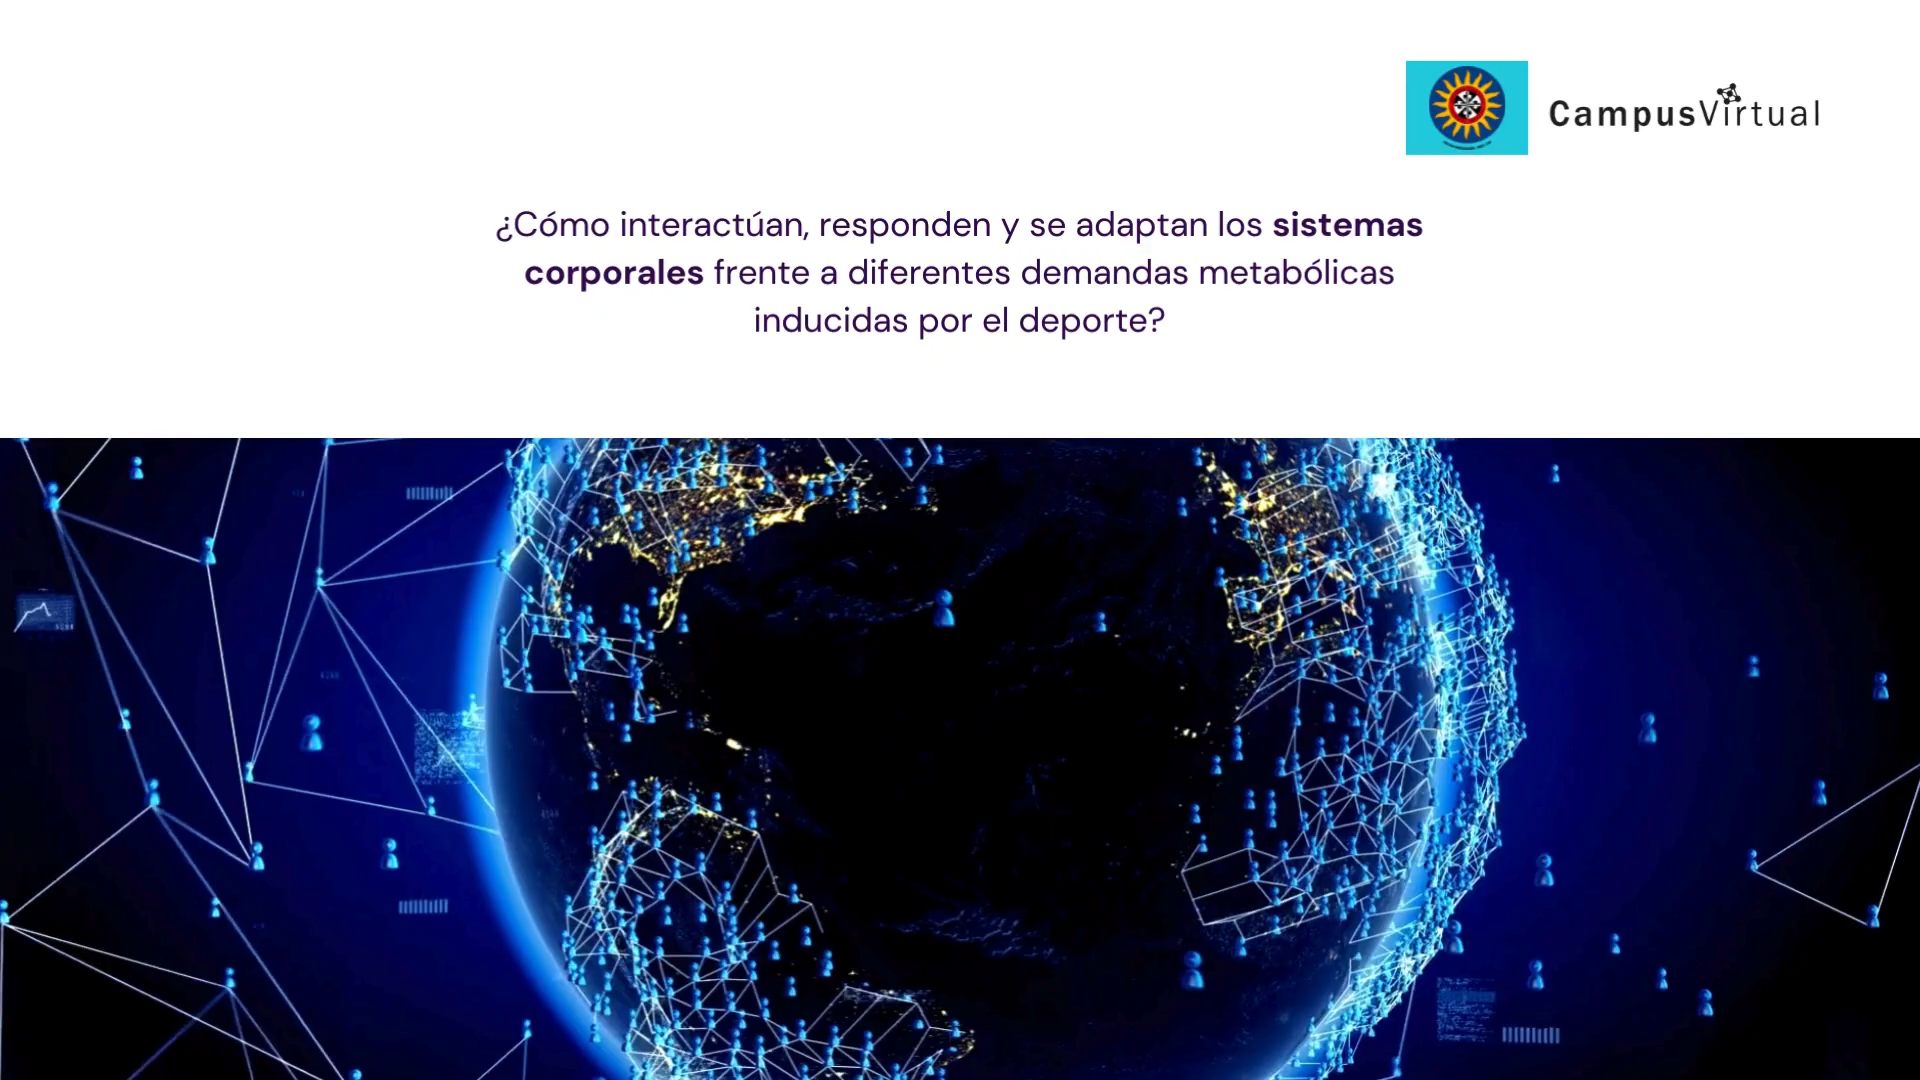 CampusVirtual
¿Cómo interactúan, responden y se adaptan los sistemas
corporales frente a diferentes demandas metabólicas
inducidas por el deporte?